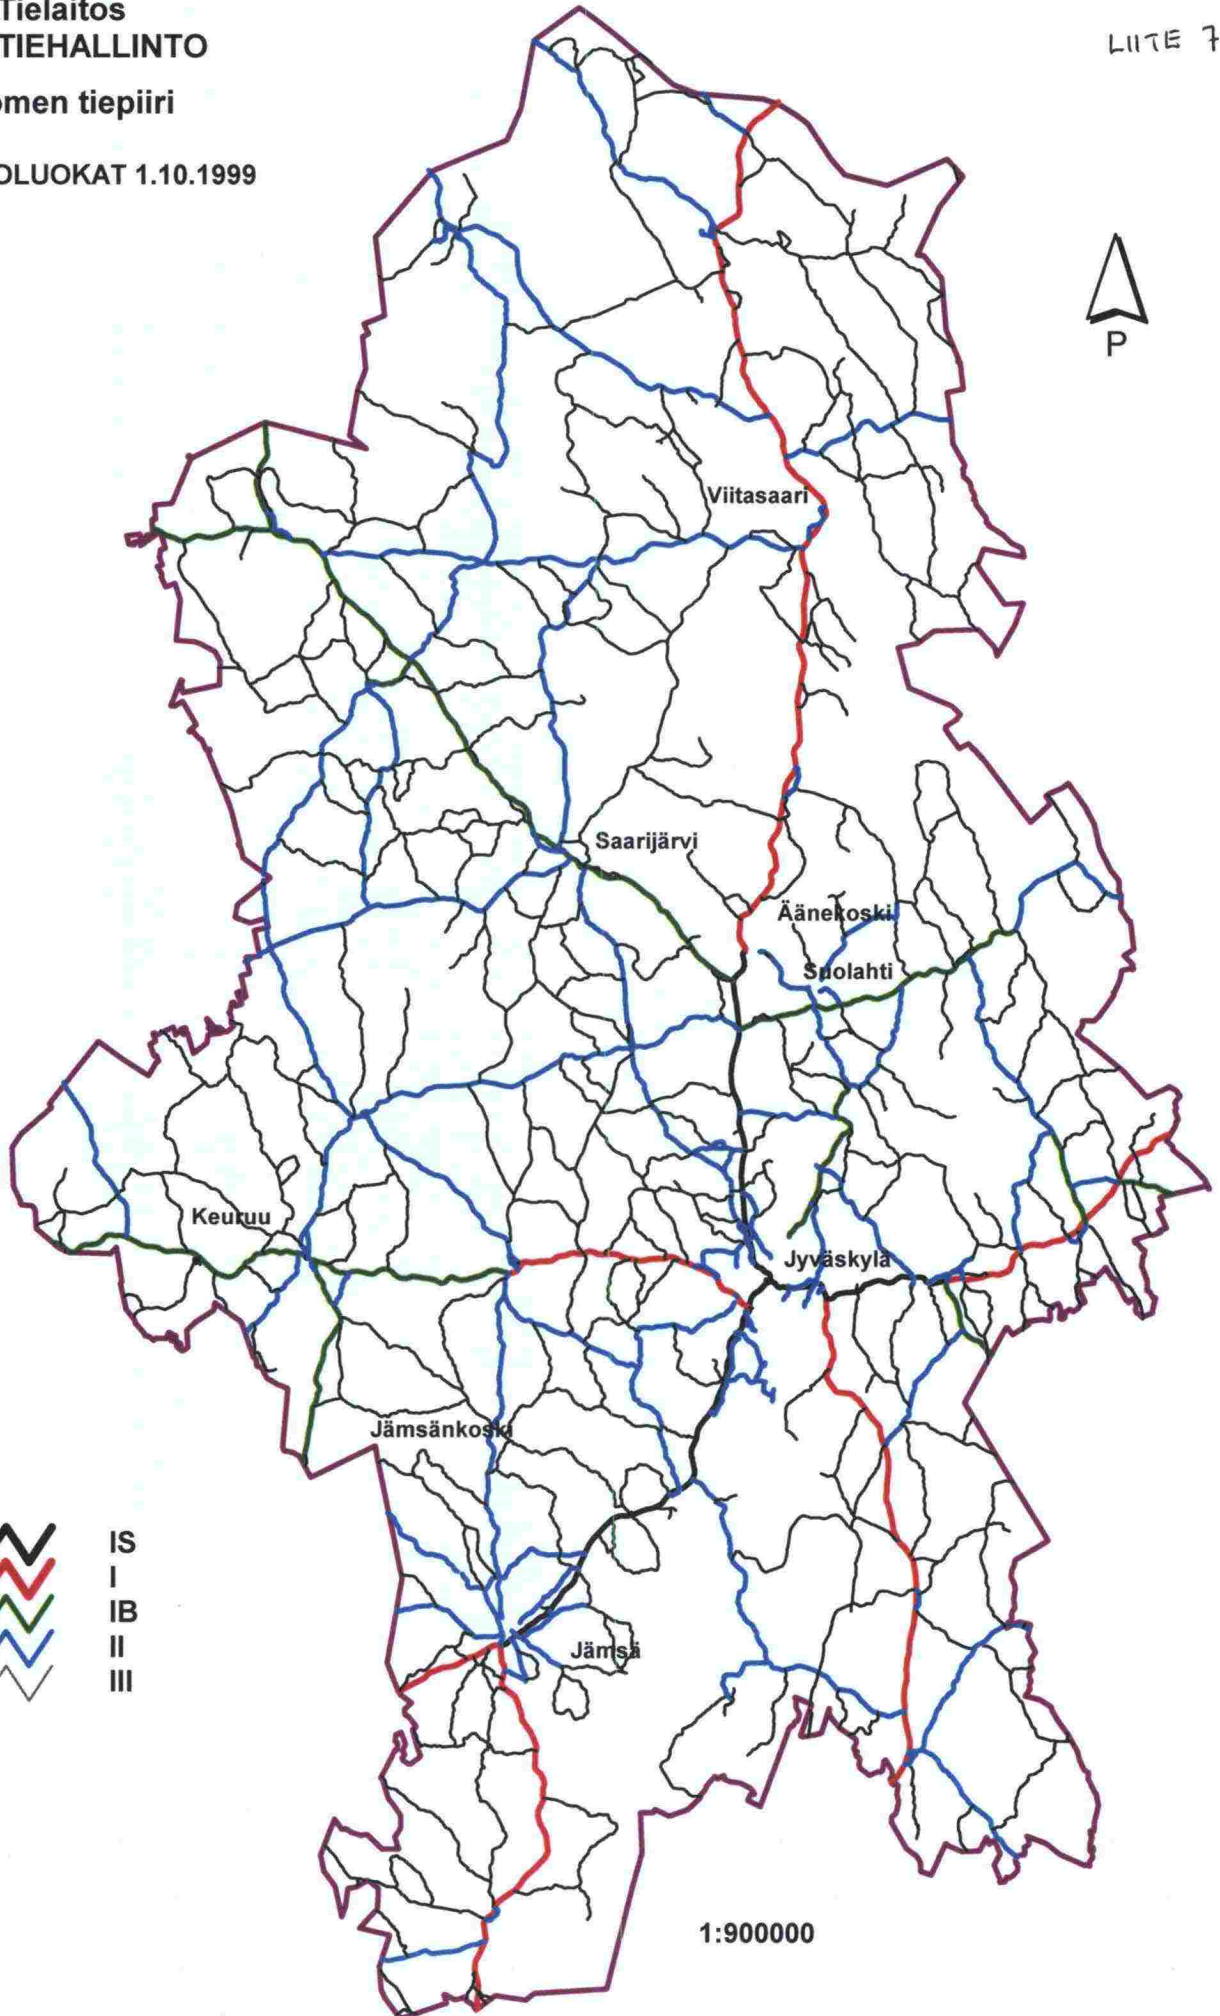 Tielaitos
TIEHALLINTO
omen tiepiiri
OLUOKAT 1.10.1999
LIITE 7
P
Viitasaari
Saarijärvi
Äänekoski
Suolahti
Keuruu
Jyväskylä
Jämsänkoski
IS
I
IB
II
III
Jämsä
1:900000